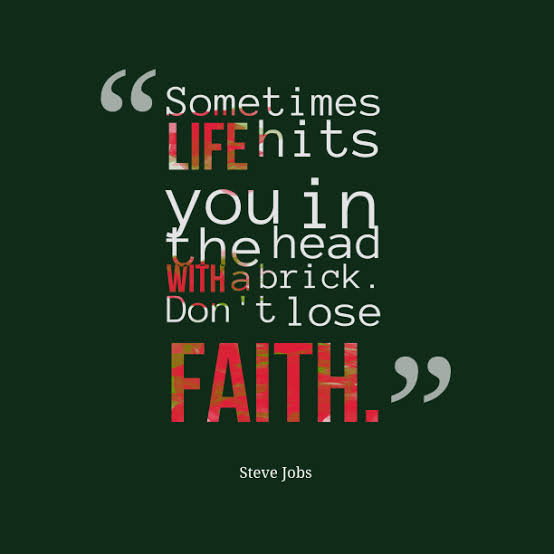 “Sometimes
LIFE hits
you in
the head
WITH a brick.
Don't lose
FAITH.”
Steve Jobs